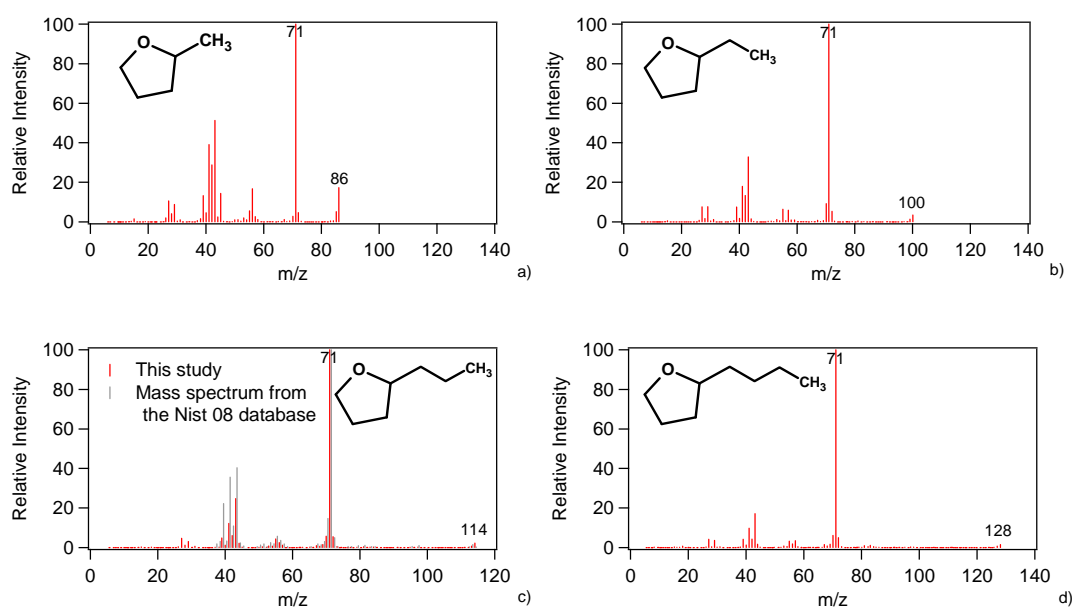 100
80
60
40
20
0
Relative Intensity
0 20 40 60 80 100 120 140
m/z
71
86
O
CH3
a)
100
80
60
40
20
0
Relative Intensity
0 20 40 60 80 100 120 140
m/z
71
100
O
CH3
b)
100
80
60
40
20
0
Relative Intensity
0 20 40 60 80 100 120
m/z
This study
Mass spectrum from
the Nist 08 database
71
114
O
CH3
c)
100
80
60
40
20
0
Relative Intensity
0 20 40 60 80 100 120 140
m/z
71
128
O
CH3
d)